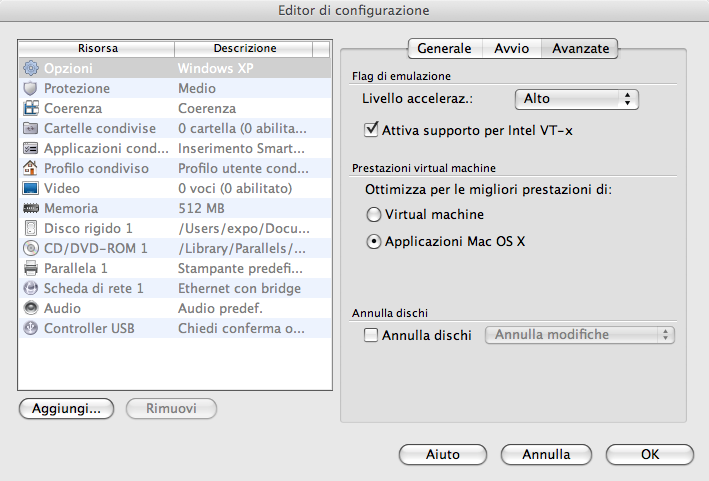 Editor di configurazione
Risorsa Descrizione
Opzioni Windows XP
Protezione Medio
Coerenza Coerenza
Cartelle condivise 0 cartella (0 abilita...
Applicazioni cond... Inserimento Smart...
Profilo condiviso Profilo utente cond...
Video 0 voci (0 abilitato)
Memoria 512 MB
Disco rigido 1 /Users/expo/Docu...
CD/DVD-ROM 1 /Library/Parallels/...
Parallela 1 Stampante predefi...
Scheda di rete 1 Ethernet con bridge
Audio Audio predef.
Controller USB Chiedi conferma o...
Aggiungi... Rimuovi
Generale Avvio Avanzate
Flag di emulazione
Livello acceleraz.: Alto
Attiva supporto per Intel VT-x
Prestazioni virtual machine
Ottimizza per le migliori prestazioni di:
Virtual machine
Applicazioni Mac OS X
Annulla dischi
Annulla dischi Annulla modifiche
Aiuto Annulla OK